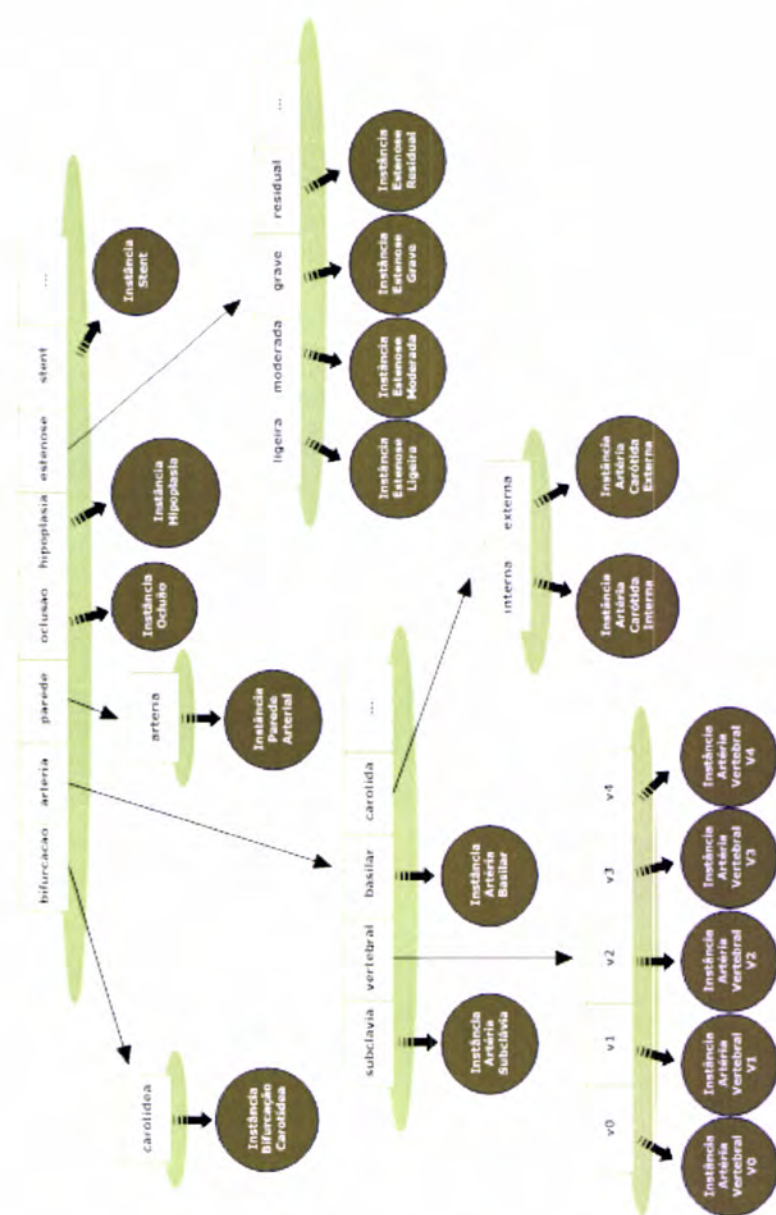 bifurcacao
arteria
parede
oclusao
hipoplasia
estenose
stent
...
Instância
Stent
Instância
Hipoplasia
Instância
Ocluão
arteria
Instância
Parede
Arterial
carotidea
Instância
Bifurcação
Carotídea
ligeira
moderada
grave
residual
...
Instância
Estenose
Ligeira
Instância
Estenose
Moderada
Instância
Estenose
Grave
Instância
Estenose
Residual
subclavia
vertebral
basilar
carotida
...
Instância
Artéria
Subclávia
Instância
Artéria
Basilar
interna
externa
Instância
Artéria
Carótida
Interna
Instância
Artéria
Carótida
Externa
v0
v1
v2
v3
v4
Instância
Artéria
Vertebral
V0
Instância
Artéria
Vertebral
V1
Instância
Artéria
Vertebral
V2
Instância
Artéria
Vertebral
V3
Instância
Artéria
Vertebral
V4